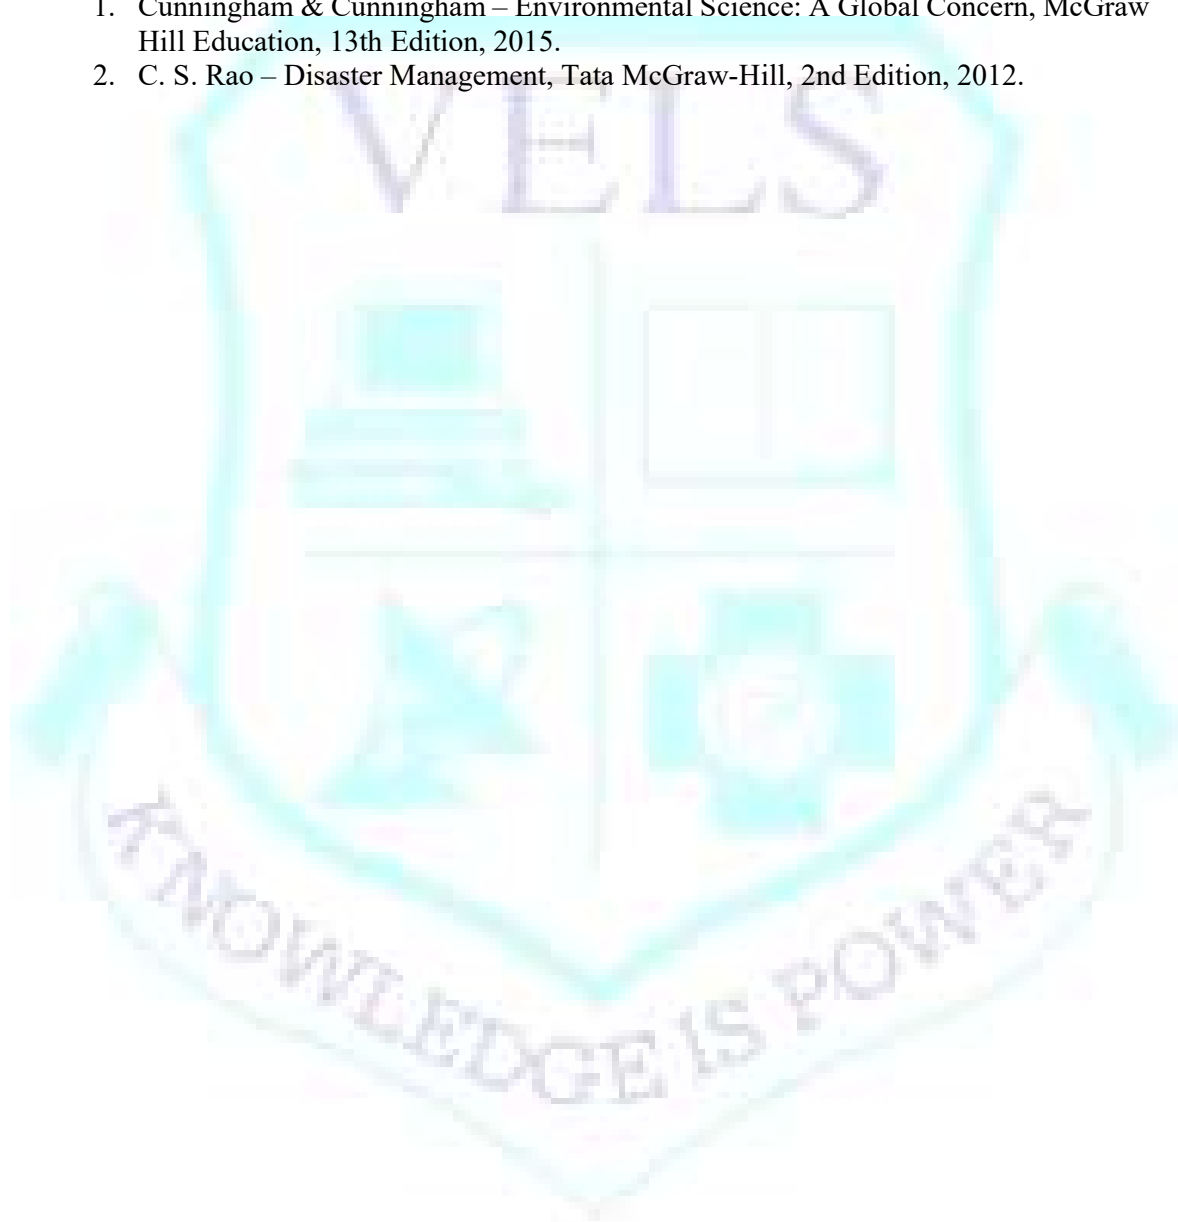 1. Cunningham & Cunningham – Environmental Science: A Global Concern, McGraw
Hill Education, 13th Edition, 2015.
2. C. S. Rao – Disaster Management, Tata McGraw-Hill, 2nd Edition, 2012.
VELS
KNOWLEDGE IS POWER